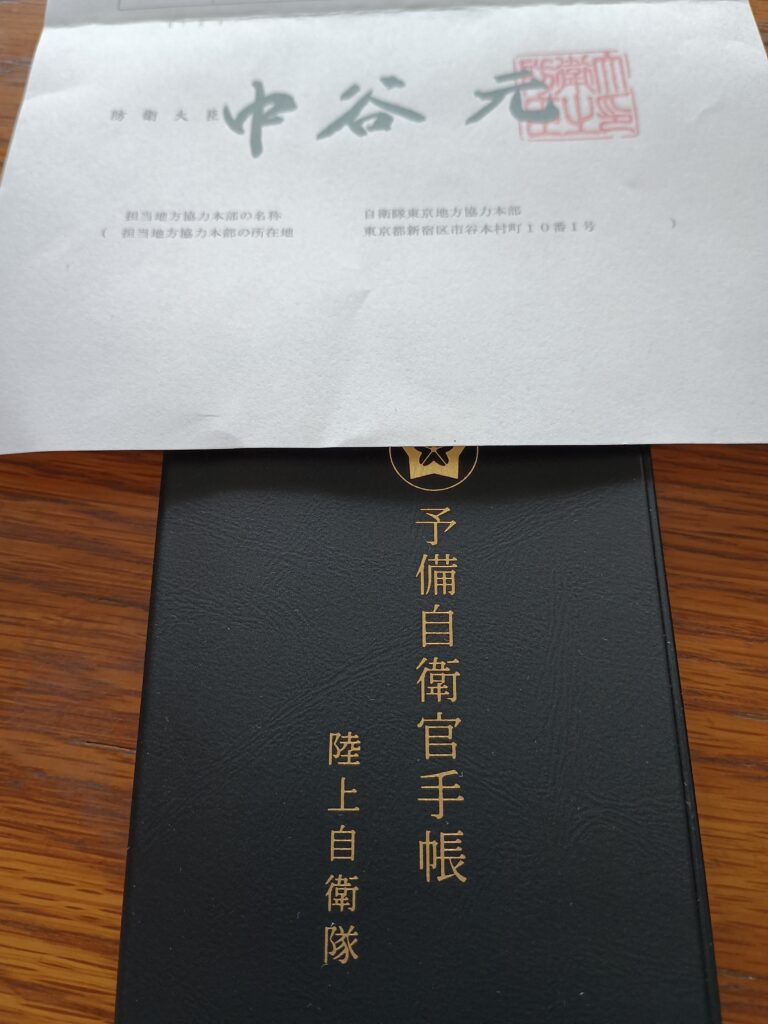 防衛大臣 中谷 元
担当地方協力本部の名称 自衛隊東京地方協力本部
( 担当地方協力本部の所在地 東京都新宿区市谷本村町10番1号 )
予備自衛官手帳
陸上自衛隊